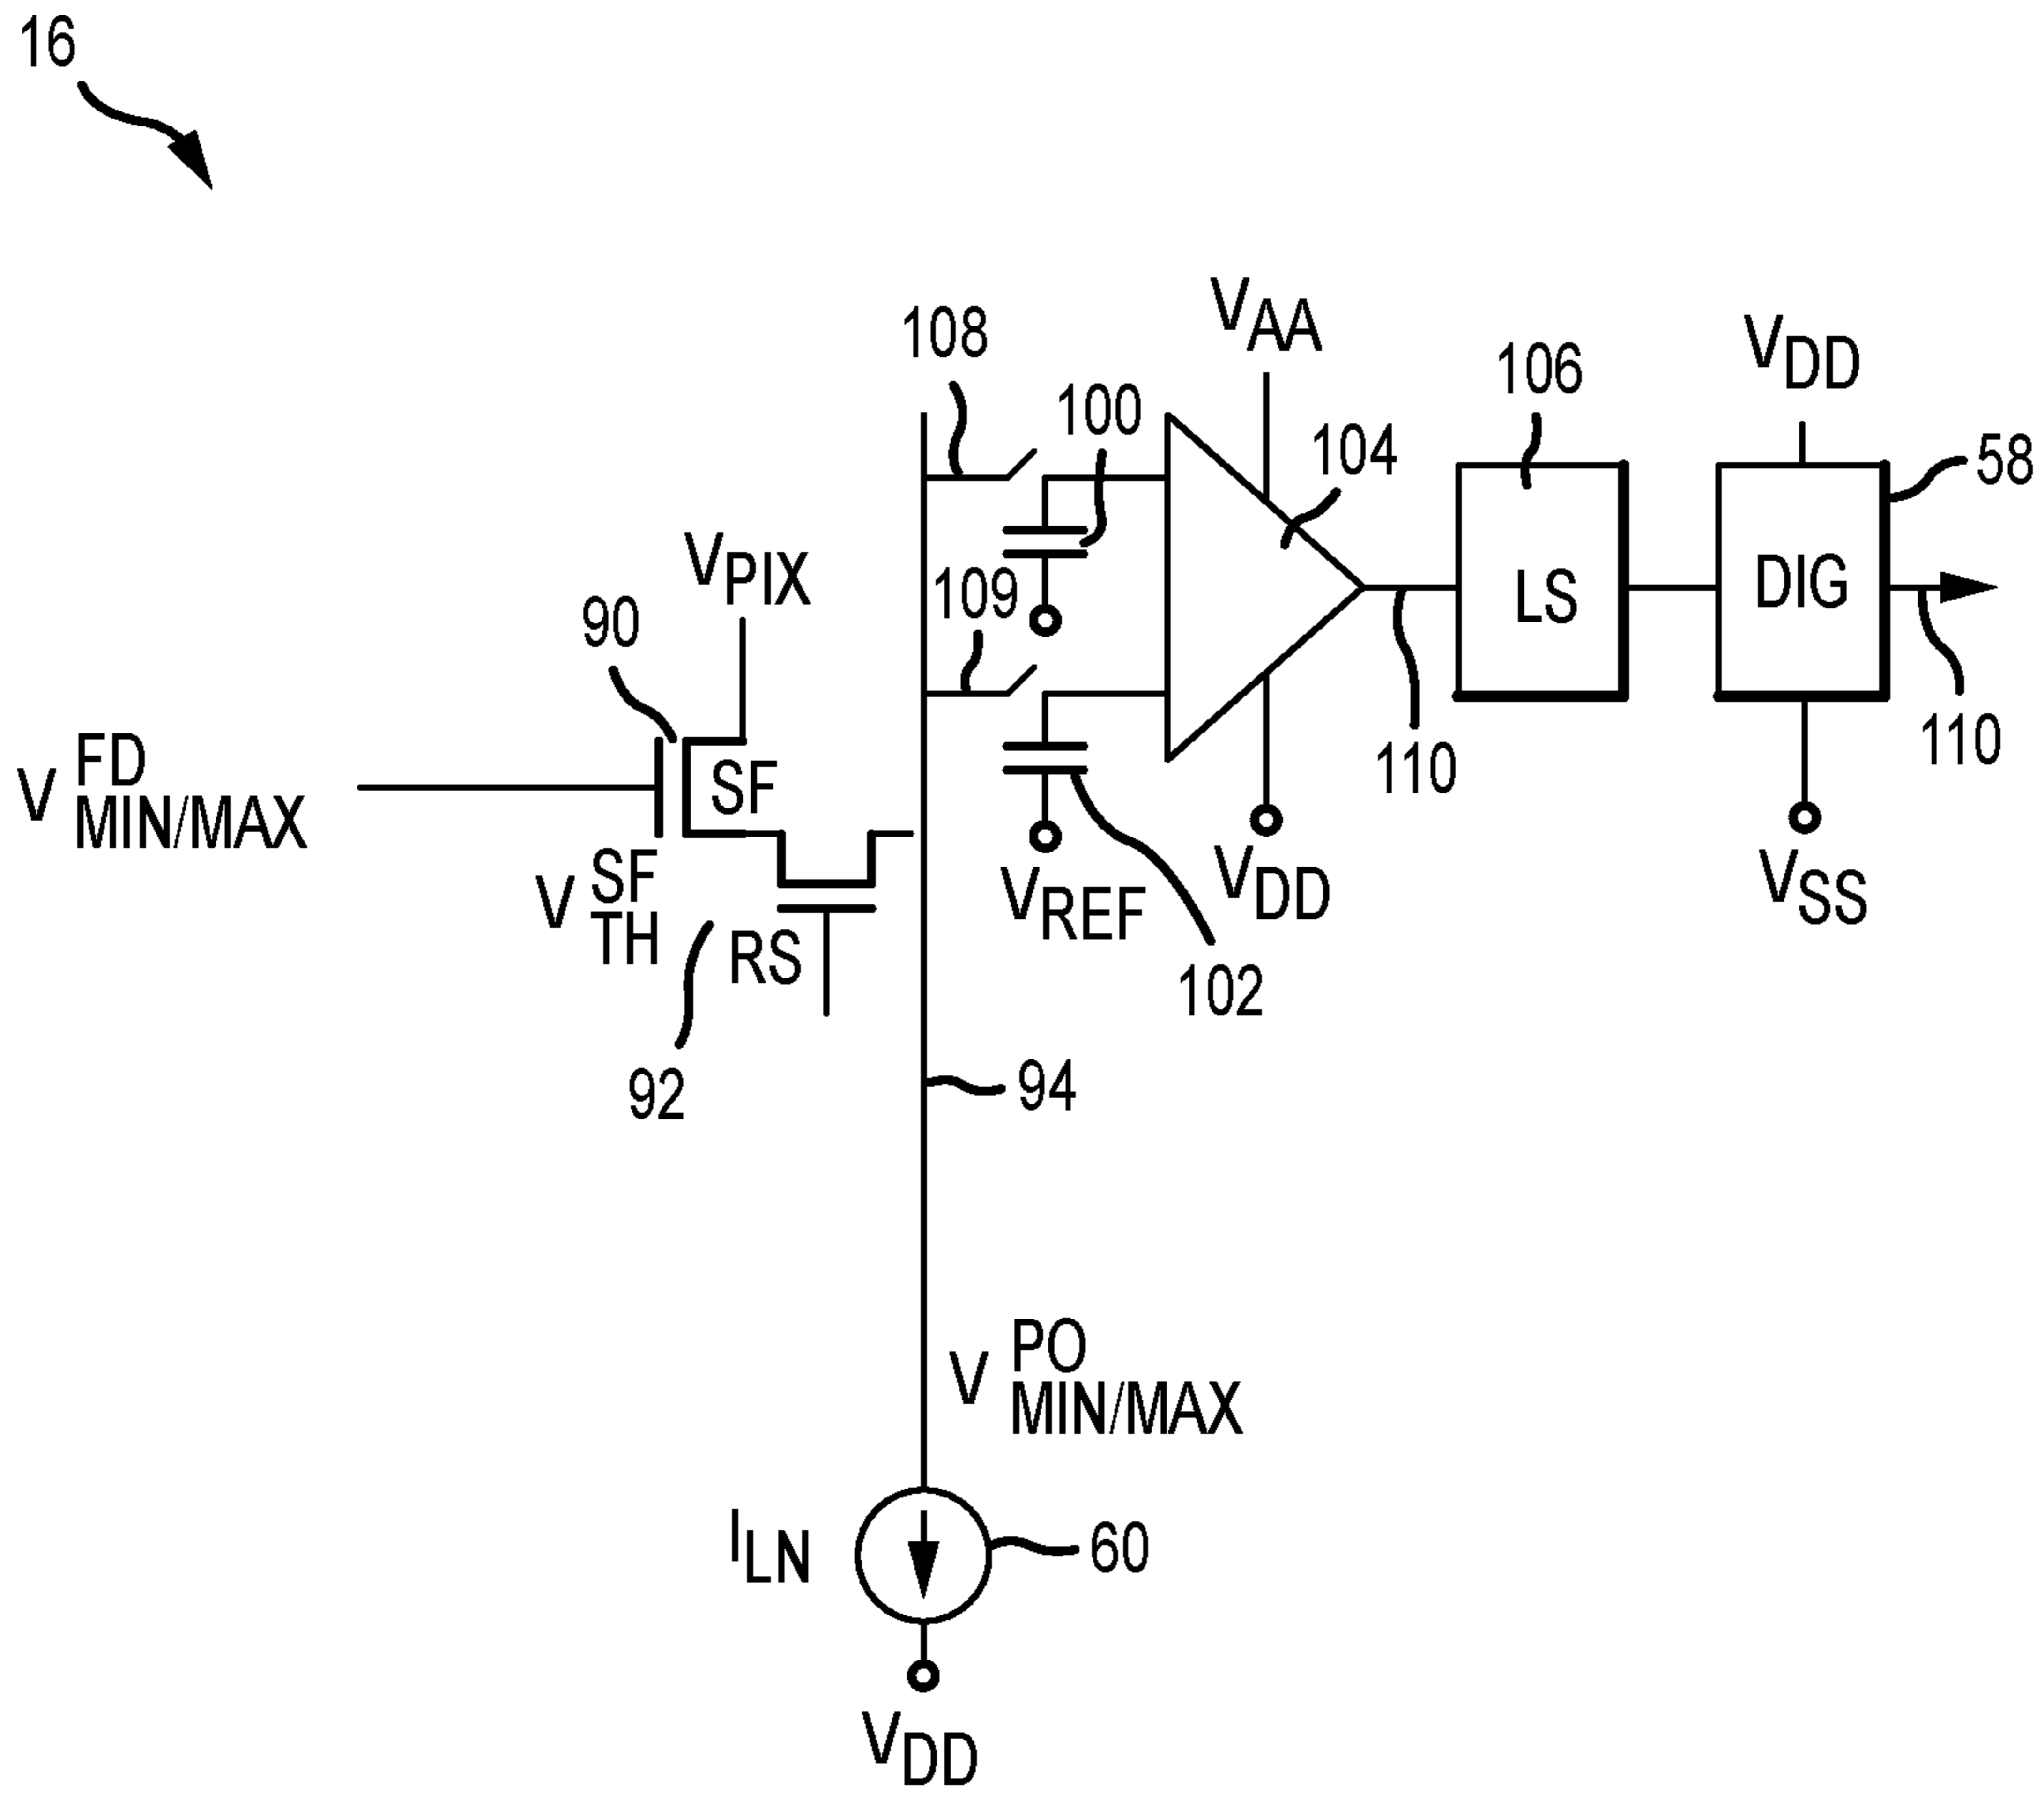 16
108
V AA
100
104
106
V DD
58
V PIX
90
109
LS
DIG
110
110
V FD MIN/MAX
SF
V SF TH
RS
92
V REF
102
V DD
V SS
94
V PO MIN/MAX
I LN
60
V DD